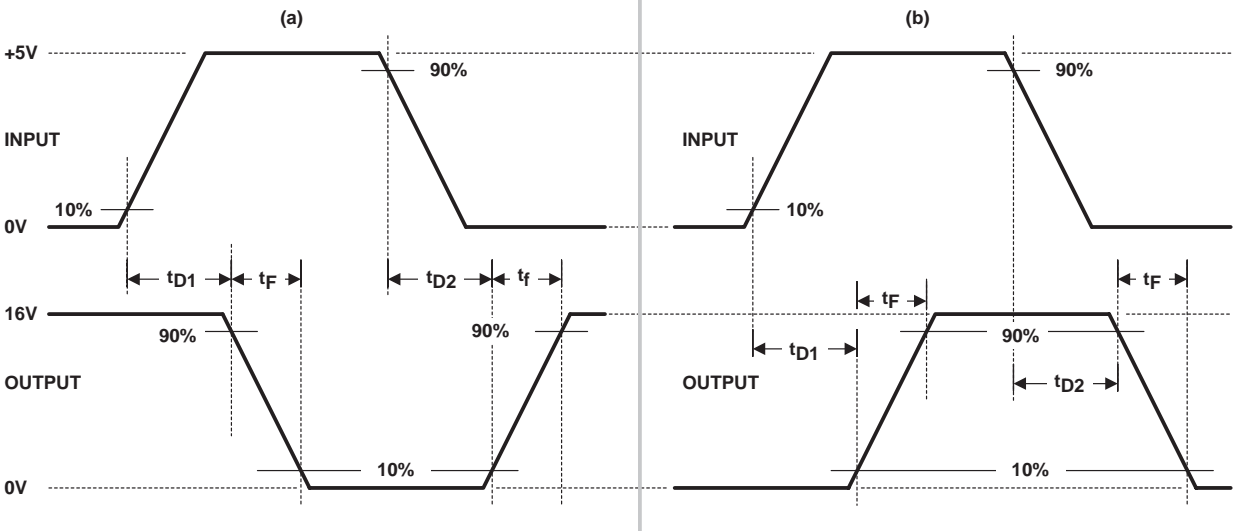 (a)
+5V
90%
INPUT
10%
0V
tD1
tF
tD2
tf
16V
90%
90%
OUTPUT
10%
0V
(b)
90%
INPUT
10%
tF
tF
90%
tD1
OUTPUT
tD2
10%